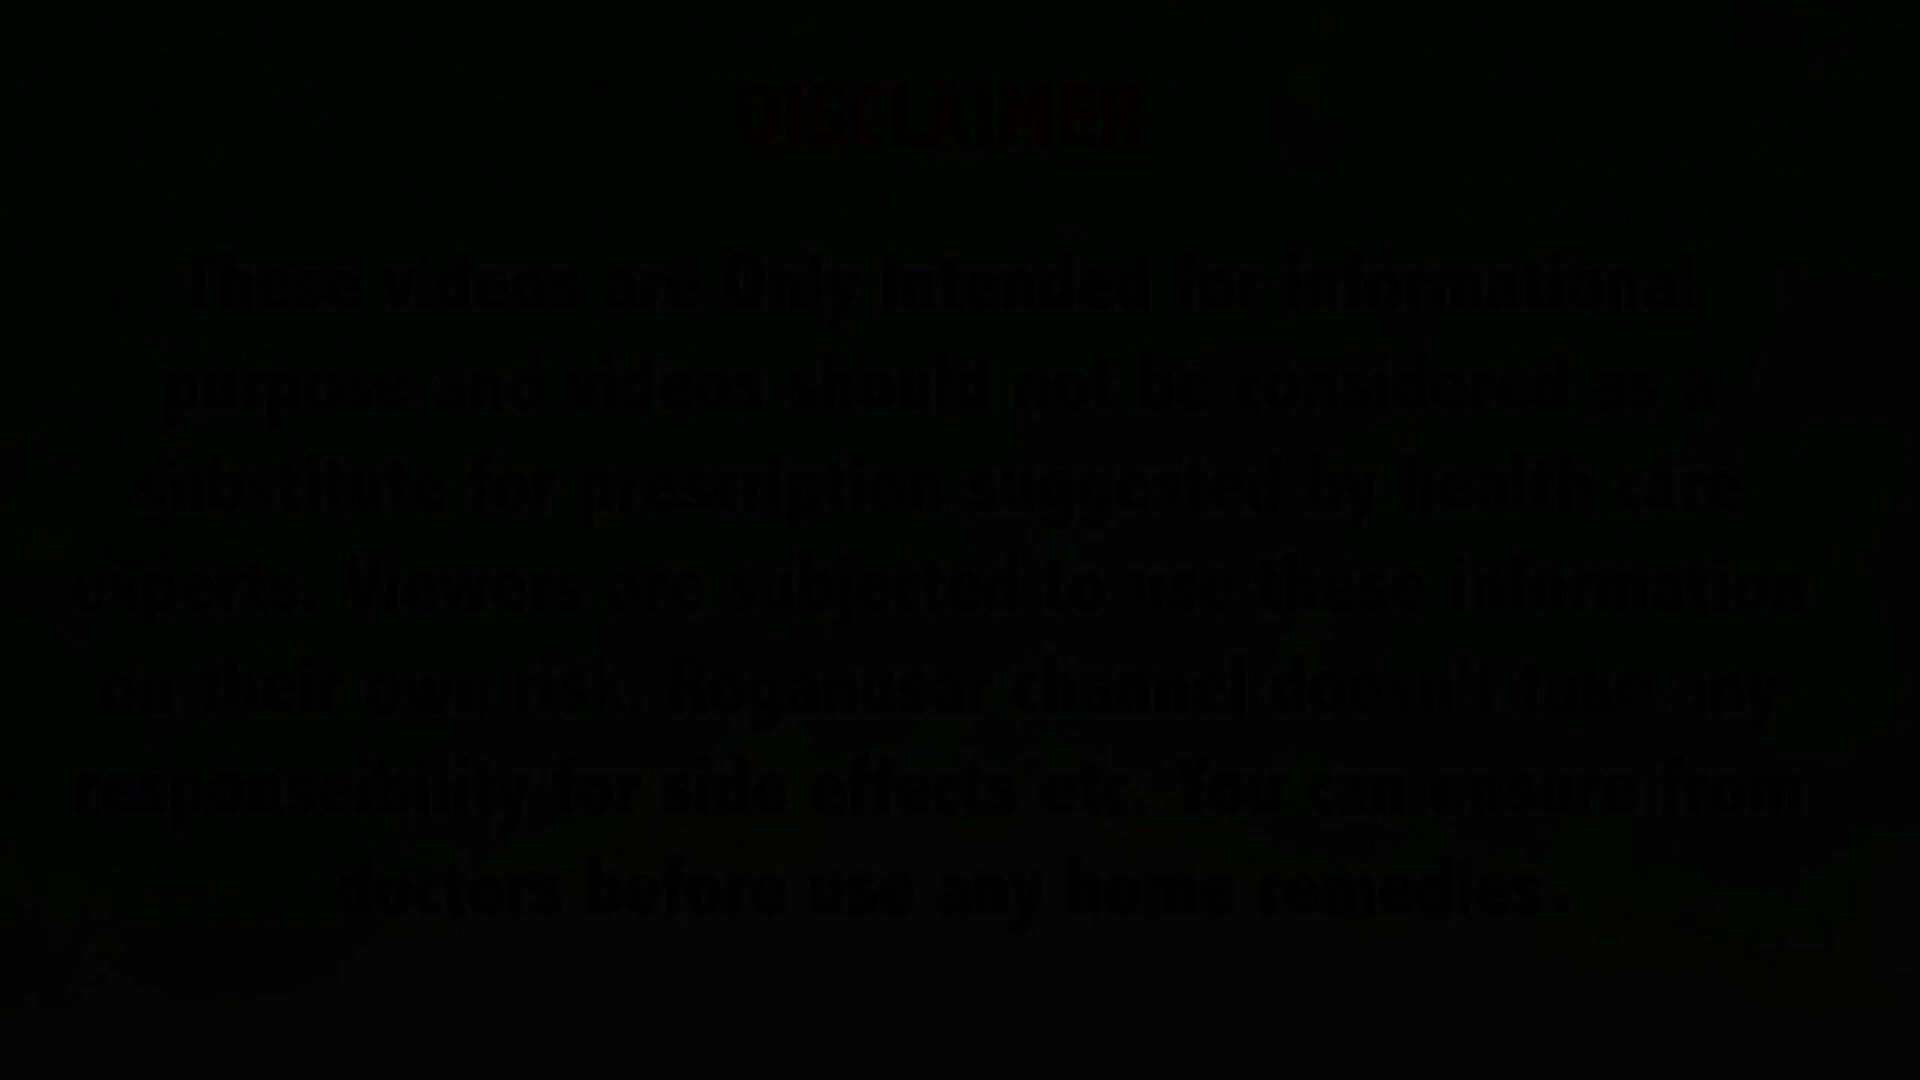 DISCLAIMER
These videos are Only intended for informational
purpose and videos should not be considered as a
substitute for prescription suggested by health care
experts. Viewers are subjected to use these information
on their own risk. Roganusar channel doesn't take any
responseibility for side effects etc. You can ensure from
doctors before use any home remedies.